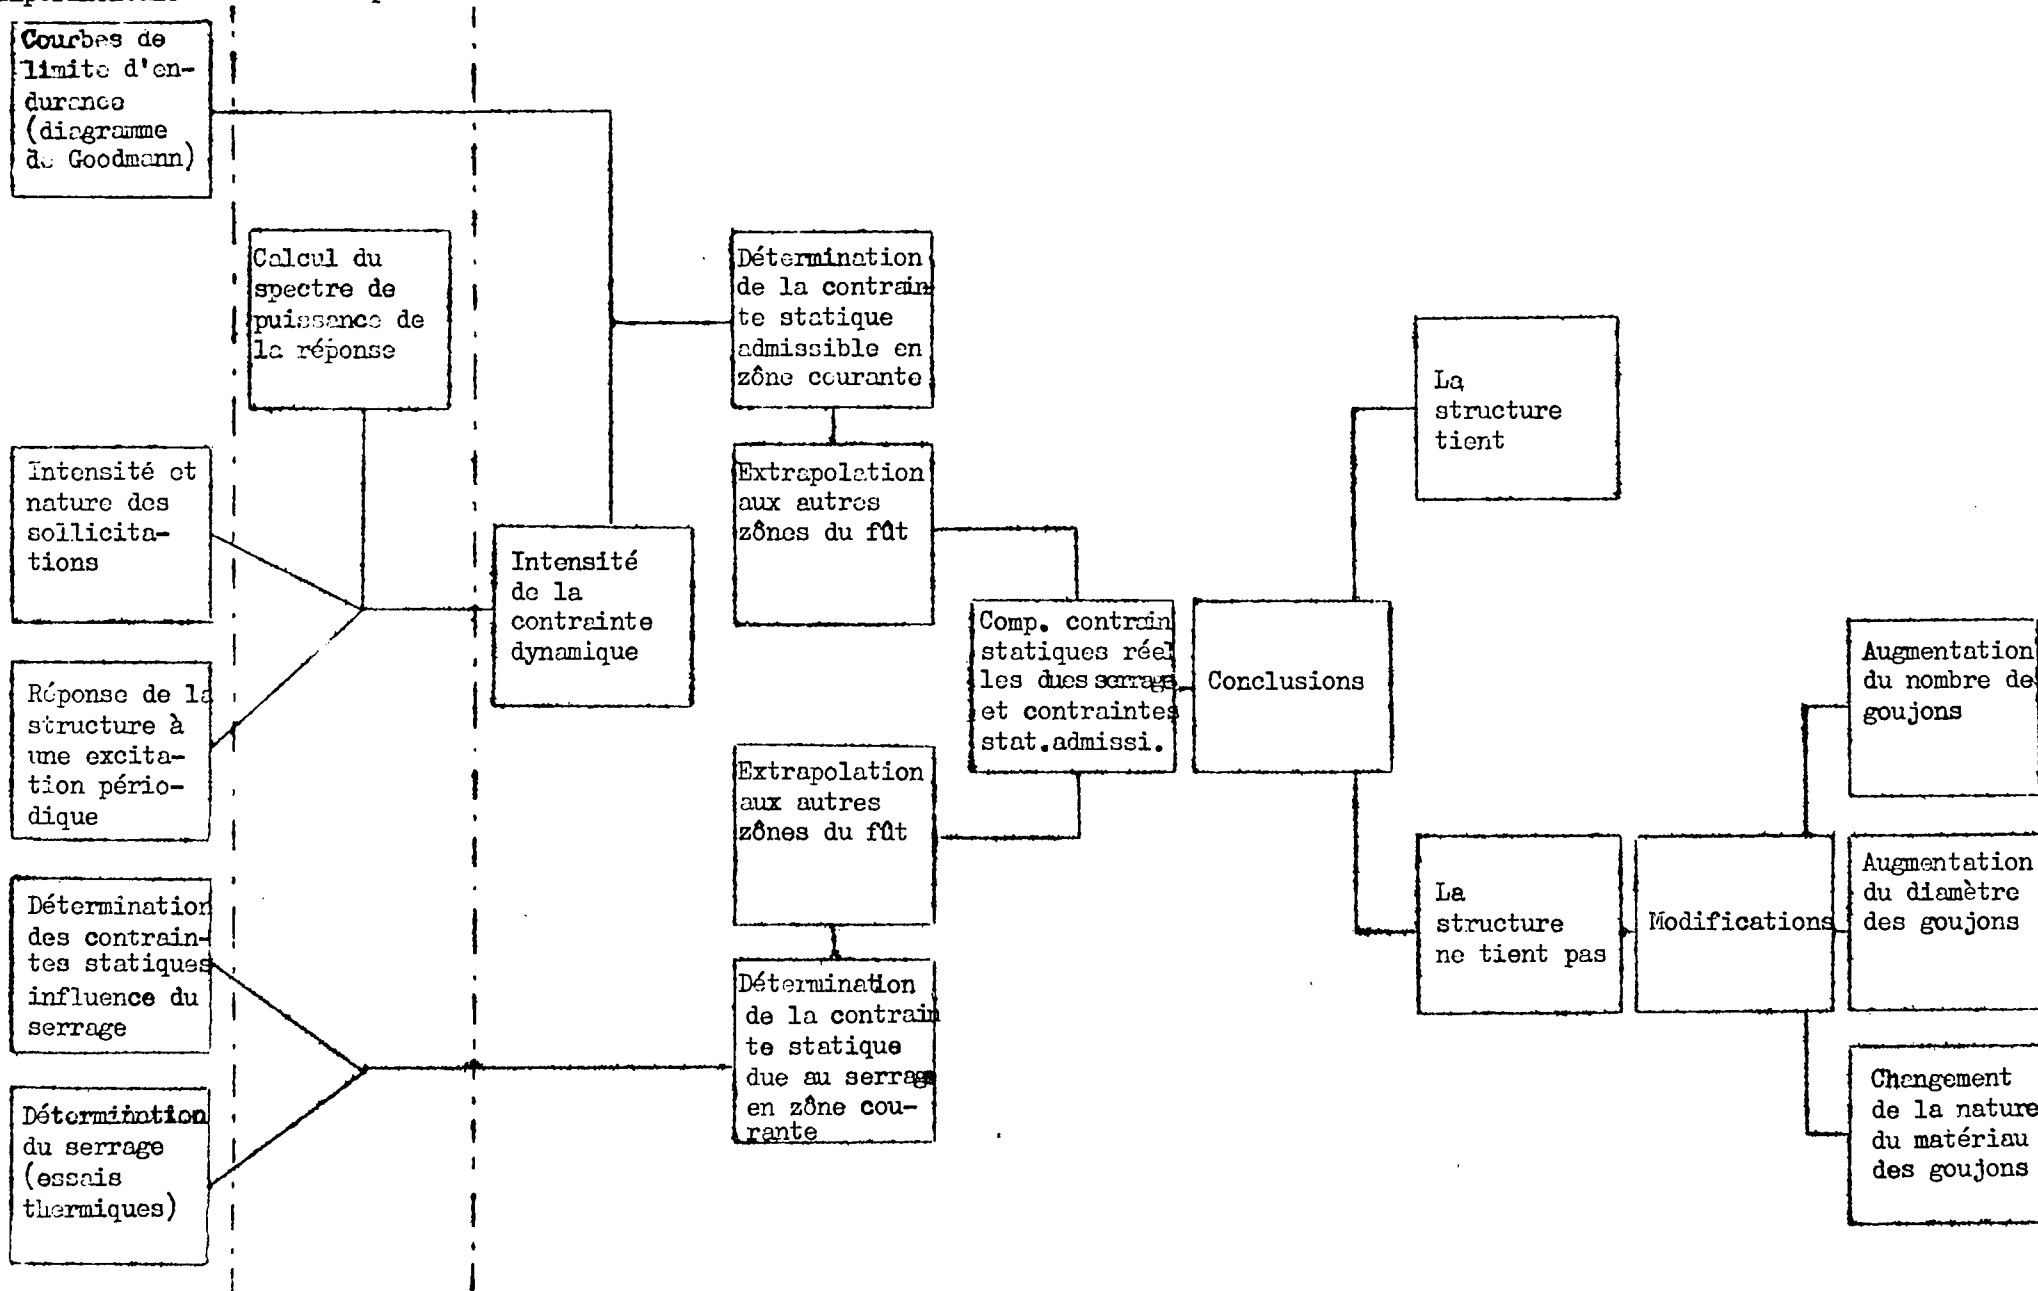 Courbes de
limite d'en-
durance
(diagramme
de Goodmann)
Calcul du
spectre de
puissance de
la réponse
Intensité et
nature des
sollicita-
tions
Réponse de la
structure à
une excita-
tion pério-
dique
Détermination
des contrain-
tes statiques
influence du
serrage
Détermination
du serrage
(essais
thermiques)
Intensité
de la
contrainte
dynamique
Détermination
de la contrain-
te statique
admissible en
zône courante
Extrapolation
aux autres
zônes du fût
Extrapolation
aux autres
zônes du fût
Détermination
de la contrain
te statique
due au serrage
en zône cou-
rante
Comp. contrain
statiques réel
les dues serrage
et contraintes
stat.admissi.
Conclusions
La
structure
tient
La
structure
ne tient pas
Modifications
Augmentation
du nombre de
goujons
Augmentation
du diamètre
des goujons
Changement
de la nature
du matériau
des goujons